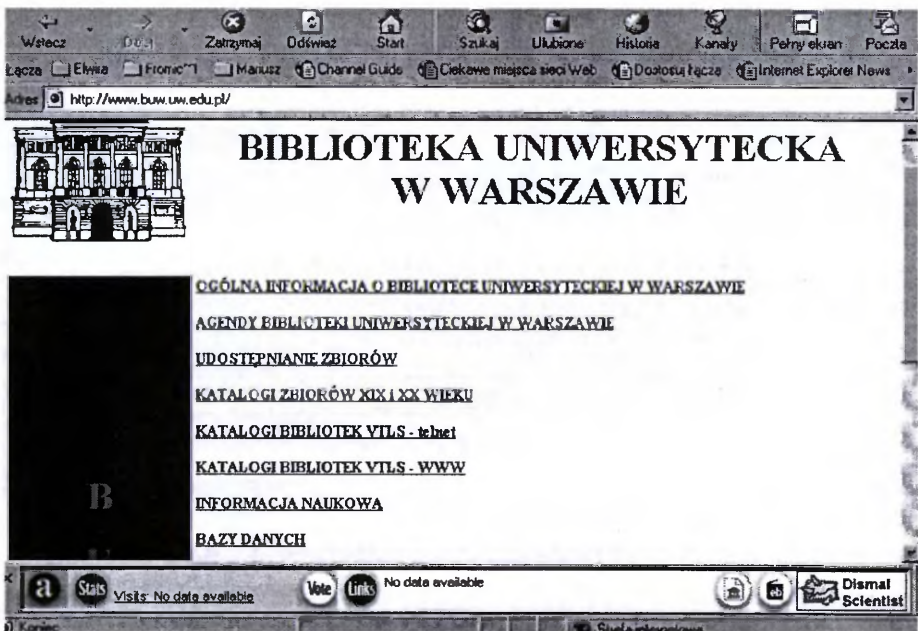 Wstecz Dalej Zatrzymaj Odśwież Start Szukaj Ulubione Historia Kanały Pełny ekran Poczta
Łącza Elwira Mariusz Channel Guide Ciekawe miejsca sieci Web Dostosuj łącza Internet Explorer News
Adres http://www.buw.uw.edu.pl/
BIBLIOTEKA UNIWERSYTECKA
W WARSZAWIE
OGÓLNA INFORMACJA O BIBLIOTECE UNIWERSYTECKIEJ W WARSZAWIE
AGENDY BIBLIOTEKI UNIWERSYTECKIEJ W WARSZAWIE
UDOSTĘPNIANIE ZBIORÓW
KATALOGI ZBIORÓW XIX i XX WIEKU
KATALOGI BIBLIOTEK VTLS - telnet
KATALOGI BIBLIOTEK VTLS - WWW
B
INFORMACJA NAUKOWA
BAZY DANYCH
U
a Stats Visits: No data available Vote Links No data available Dismal
Scientist
Koniec Strefa internetowa